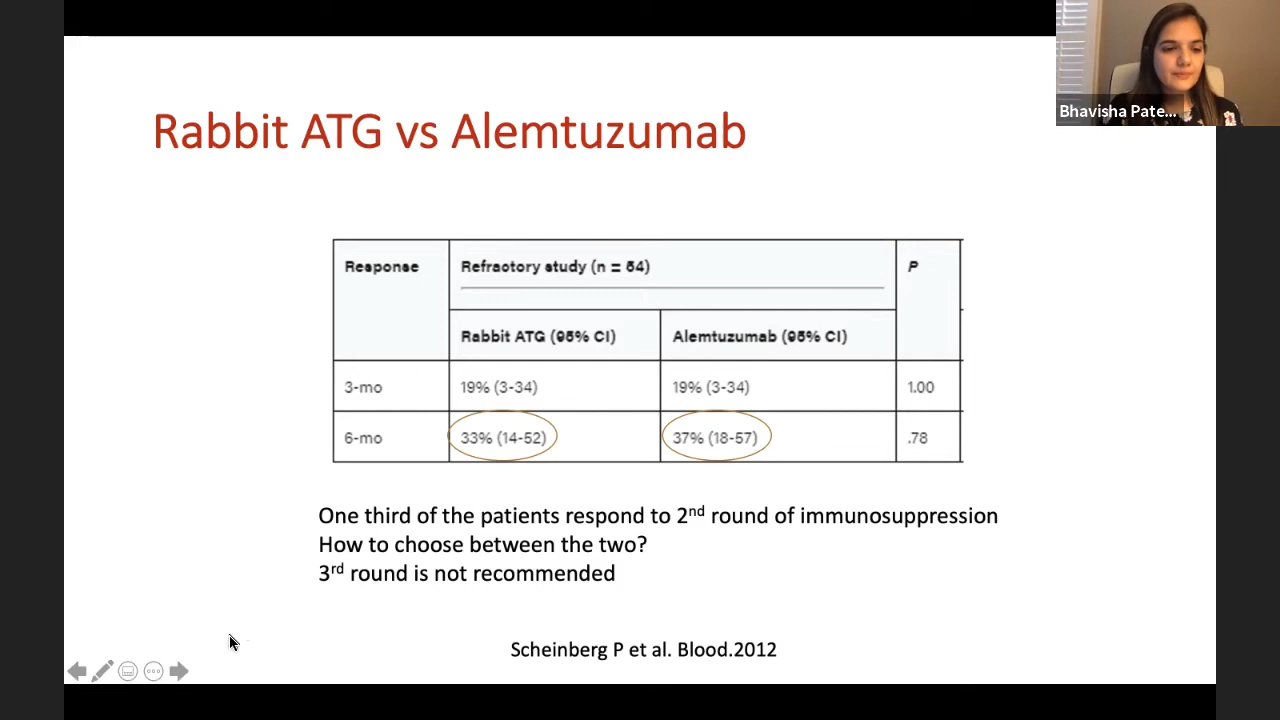 Bhavisha Pate...
Rabbit ATG vs Alemtuzumab
Response
Refractory study (n = 54)
P
Rabbit ATG (95% CI)
Alemtuzumab (95% CI)
3-mo
19% (3-34)
19% (3-34)
1.00
6-mo
33% (14-52)
37% (18-57)
.78
One third of the patients respond to 2nd round of immunosuppression
How to choose between the two?
3rd round is not recommended
Scheinberg P et al. Blood.2012